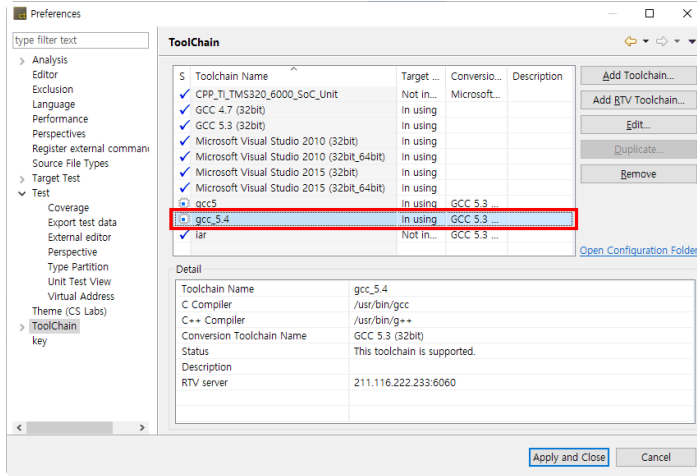 Preferences
type filter text
Analysis
Editor
Exclusion
Language
Performance
Perspectives
Register external comman
Source File Types
Target Test
Test
Coverage
Export test data
External editor
Perspective
Type Partition
Unit Test View
Virtual Address
Theme (CS Labs)
ToolChain
key
ToolChain
S Toolchain Name Target ... Conversio... Description
CPP_TI_TMS320_6000_SoC_Unit Not in... Microsoft...
GCC 4.7 (32bit) In using
GCC 5.3 (32bit) In using
Microsoft Visual Studio 2010 (32bit) In using
Microsoft Visual Studio 2010 (32bit_64bit) In using
Microsoft Visual Studio 2015 (32bit) In using
Microsoft Visual Studio 2015 (32bit_64bit) In using
gcc5 In using GCC 5.3 ...
gcc_5.4 In using GCC 5.3 ...
iar Not in... GCC 5.3 ...
Add Toolchain...
Add RTV Toolchain...
Edit...
Duplicate...
Remove
Open Configuration Folder
Detail
Toolchain Name gcc_5.4
C Compiler /usr/bin/gcc
C++ Compiler /usr/bin/g++
Conversion Toolchain Name GCC 5.3 (32bit)
Status This toolchain is supported.
Description
RTV server 211.116.222.233:6060
Apply and Close Cancel